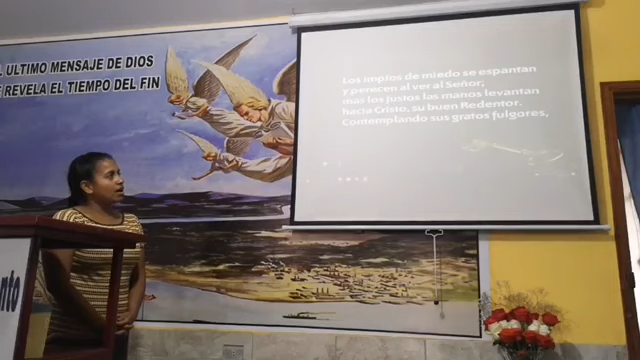 L ULTIMO MENSAJE DE DIOS
E REVELA EL TIEMPO DEL FIN
Los impíos de miedo se espantan
y perecen al ver al Señor;
mas los justos las manos levantan
hacia Cristo, su buen Redentor.
Contemplando sus gratos fulgores,
nto